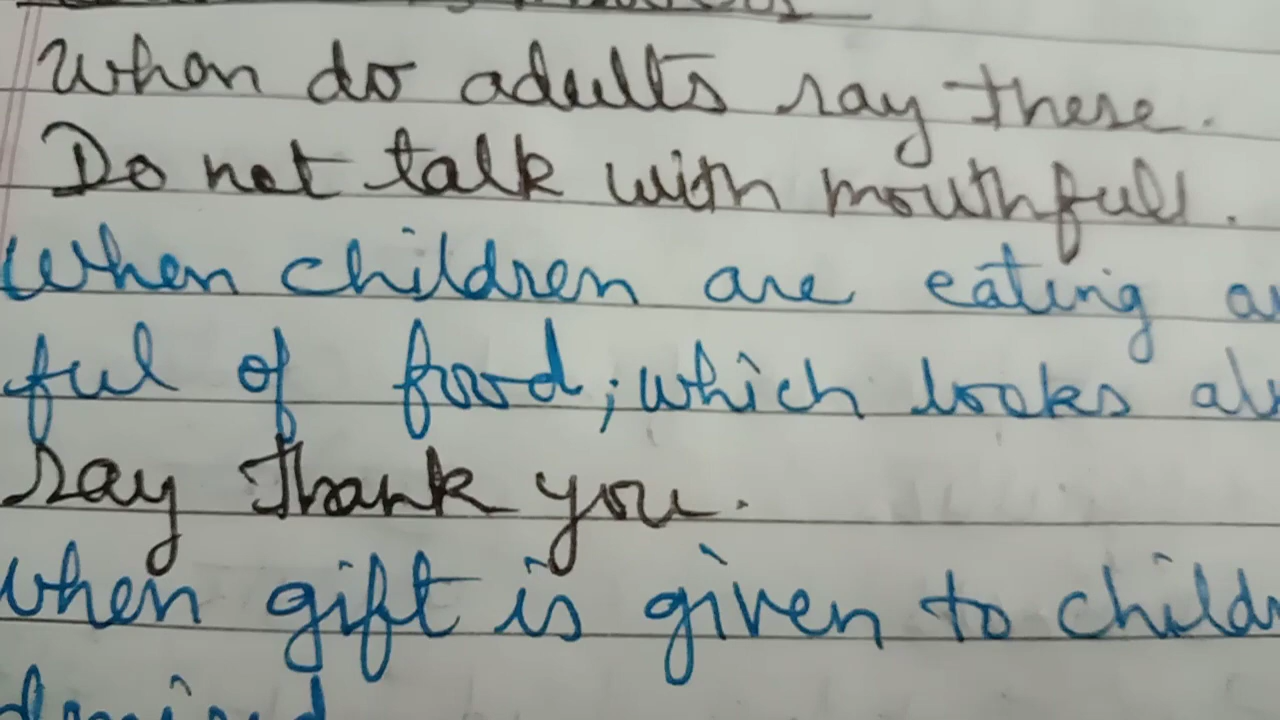 When do adults say these.
Do not talk with mouthfull.
When children are eating
ful of food; which looks
Say thank you.
when gift is given to